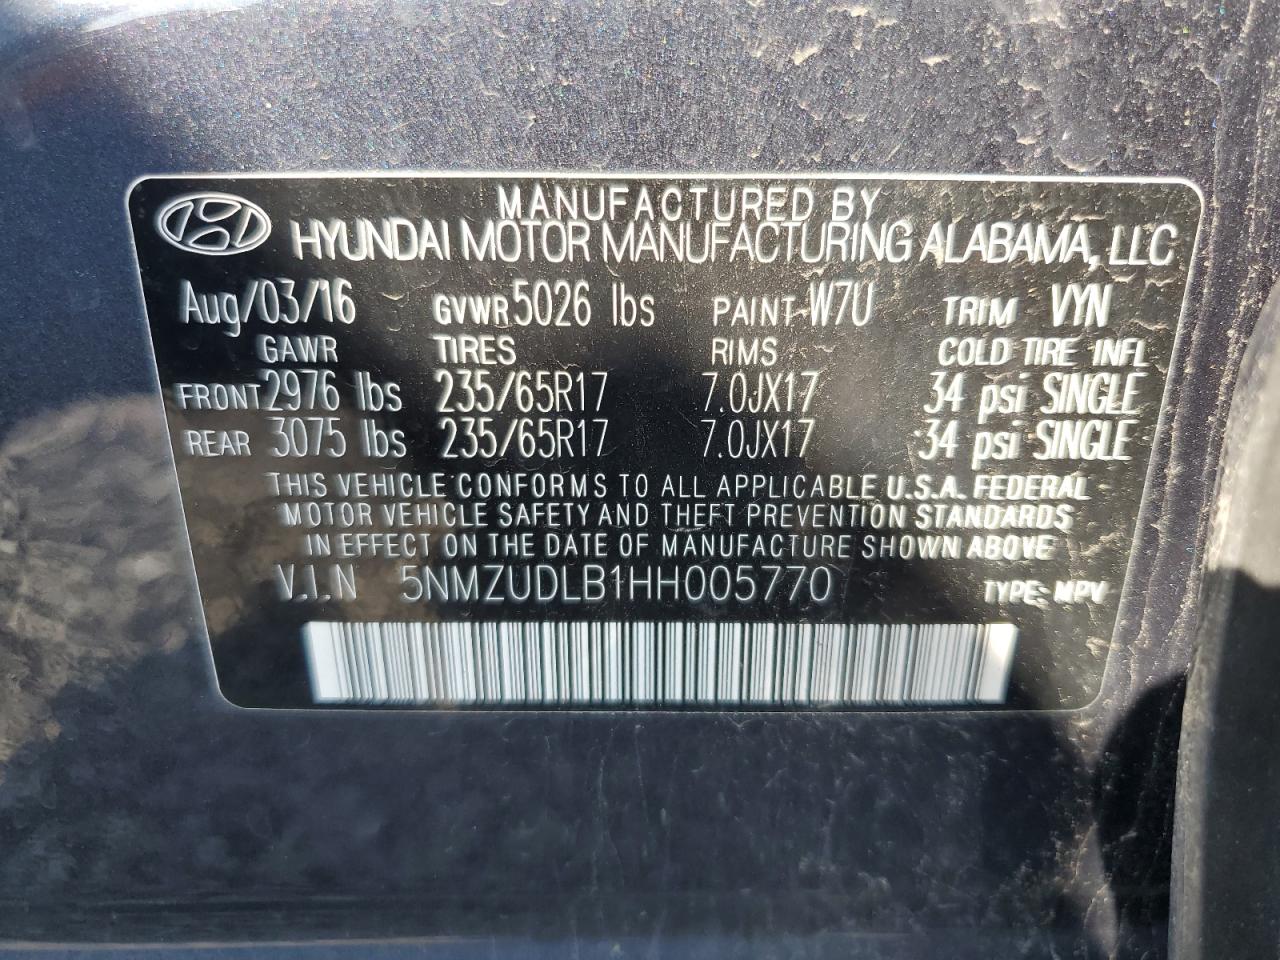 MANUFACTURED BY
HYUNDAI MOTOR MANUFACTURING ALABAMA, LLC
Aug/03/16 GVWR 5026 lbs PAINT W7U TRIM VYN
GAWR TIRES RIMS COLD TIRE INFL
FRONT 2976 lbs 235/65R17 7.0JX17 34 psi SINGLE
REAR 3075 lbs 235/65R17 7.0JX17 34 psi SINGLE
THIS VEHICLE CONFORMS TO ALL APPLICABLE U.S.A. FEDERAL
MOTOR VEHICLE SAFETY AND THEFT PREVENTION STANDARDS
IN EFFECT ON THE DATE OF MANUFACTURE SHOWN ABOVE
V.I.N 5NMZUDLB1HH005770 TYPE: MPV